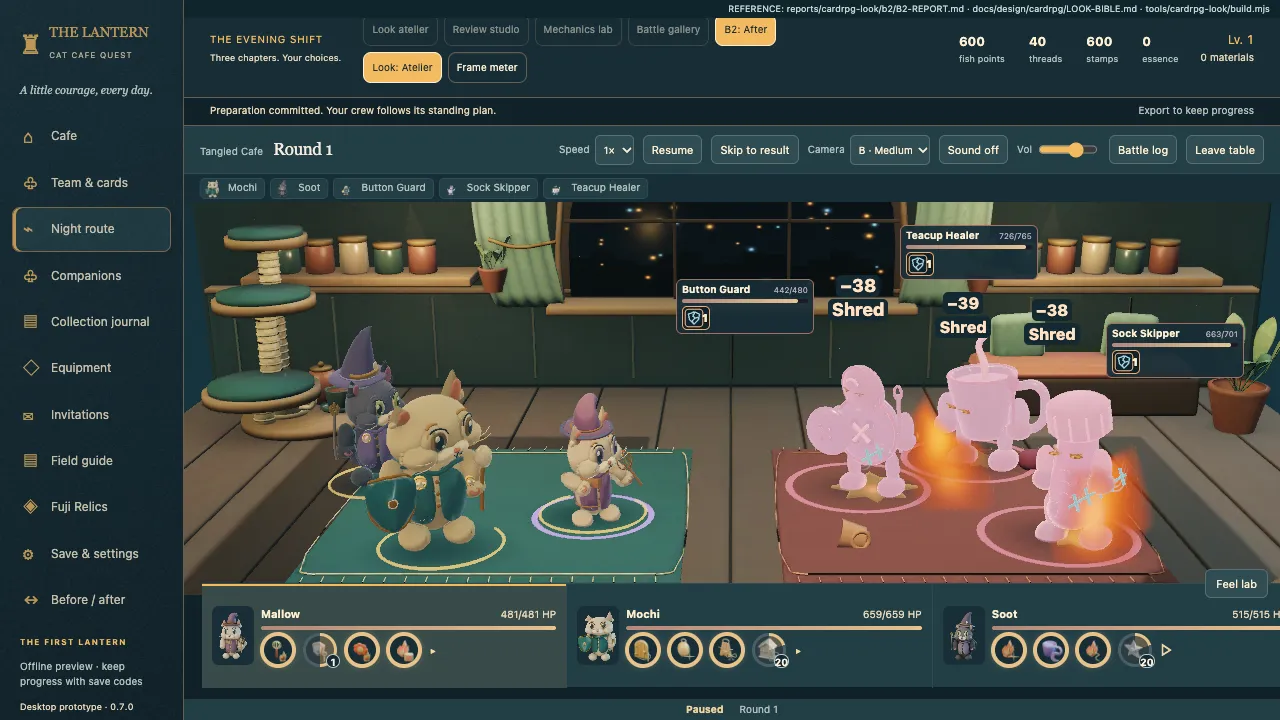 REFERENCE: reports/cardrpg-look/b2/B2-REPORT.md · docs/design/cardrpg/LOOK-BIBLE.md · tools/cardrpg-look/build.mjs
THE LANTERN
CAT CAFE QUEST
A little courage, every day.
Cafe
Team & cards
Night route
Companions
Collection journal
Equipment
Invitations
Field guide
Fuji Relics
Save & settings
Before / after
THE FIRST LANTERN
Offline preview · keep
progress with save codes
Desktop prototype · 0.7.0
THE EVENING SHIFT
Three chapters. Your choices.
Look atelier
Review studio
Mechanics lab
Battle gallery
B2: After
Look: Atelier
Frame meter
600
fish points
40
threads
600
stamps
0
essence
Lv. 1
0 materials
Preparation committed. Your crew follows its standing plan.
Export to keep progress
Tangled Cafe
Round 1
Speed
1×
Resume
Skip to result
Camera
B · Medium
Sound off
Vol
Battle log
Leave table
Mochi
Soot
Button Guard
Sock Skipper
Teacup Healer
Teacup Healer 726/765
1
Button Guard 442/480
1
−38
Shred
−39
Shred
−38
Shred
Sock Skipper 663/701
1
Feel lab
Mallow 481/481 HP
1
Mochi 659/659 HP
20
Soot 515/515 H
20
Paused Round 1